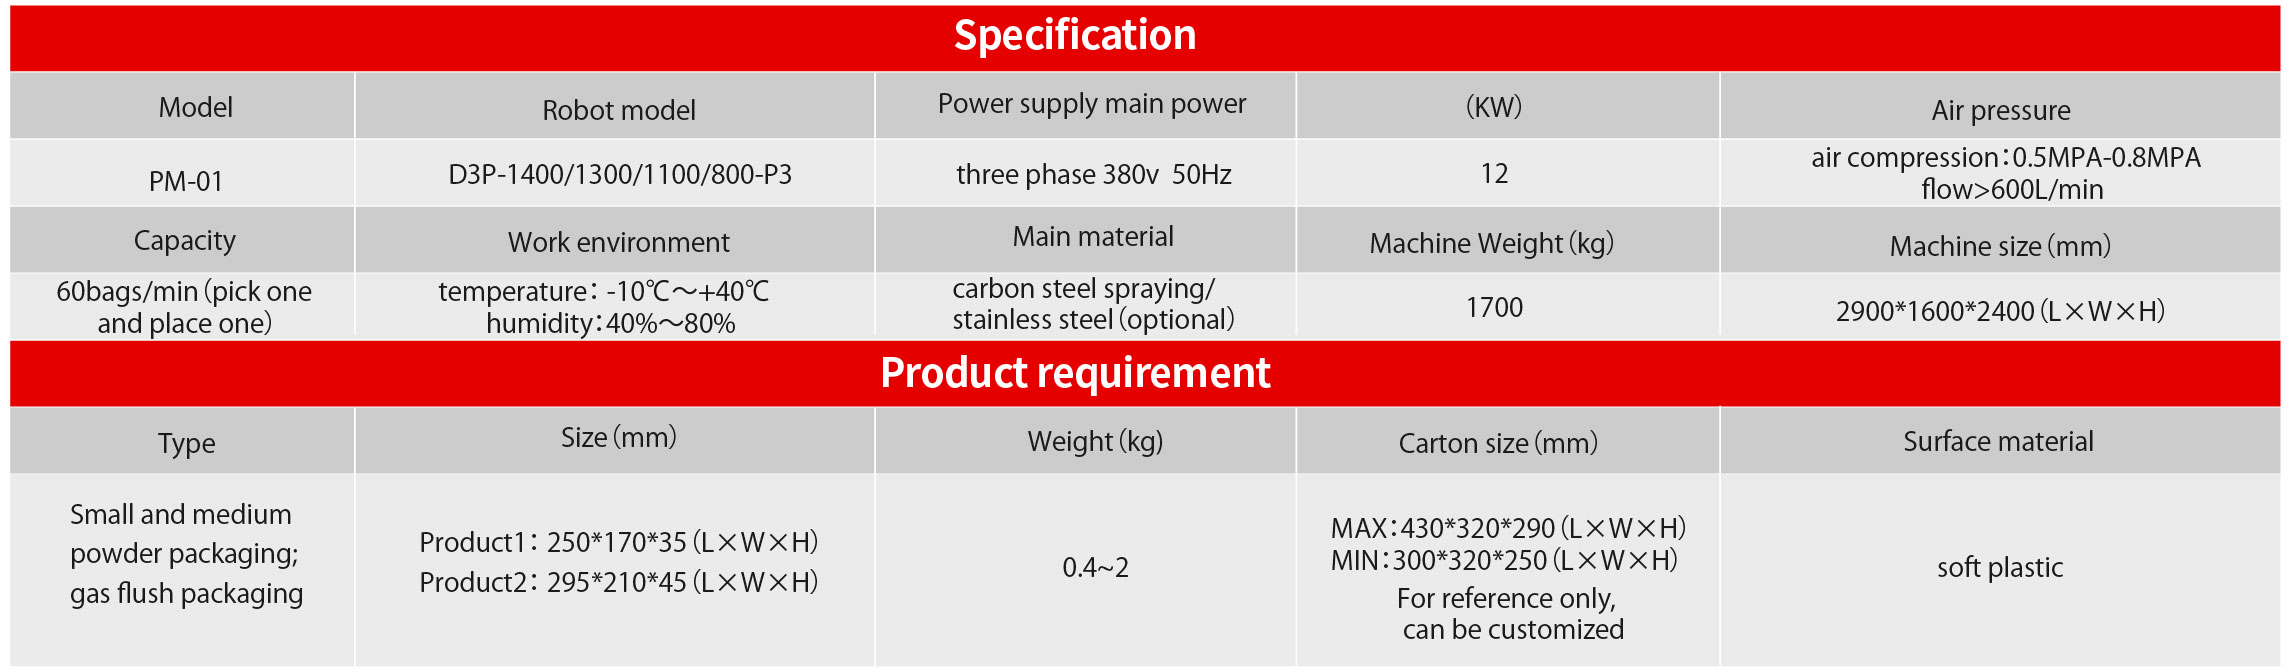 Specification
Model
Robot model
Power supply main power
（KW）
Air pressure
PM-01
D3P-1400/1300/1100/800-P3
three phase 380v  50Hz
12
air compression：0.5MPA-0.8MPA
flow>600L/min
Capacity
Work environment
Main material
Machine Weight（kg）
Machine size（mm）
60bags/min（pick one
and place one）
temperature： -10℃～+40℃
humidity：40%～80%
carbon steel spraying/
stainless steel（optional）
1700
2900*1600*2400（L×W×H）
Product requirement
Type
Size（mm）
Weight（kg)
Carton size（mm）
Surface material
Small and medium
powder packaging;
gas flush packaging
Product1： 250*170*35（L×W×H）
Product2： 295*210*45（L×W×H）
0.4~2
MAX：430*320*290（L×W×H）
MIN：300*320*250（L×W×H）
For reference only,
can be customized
soft plastic